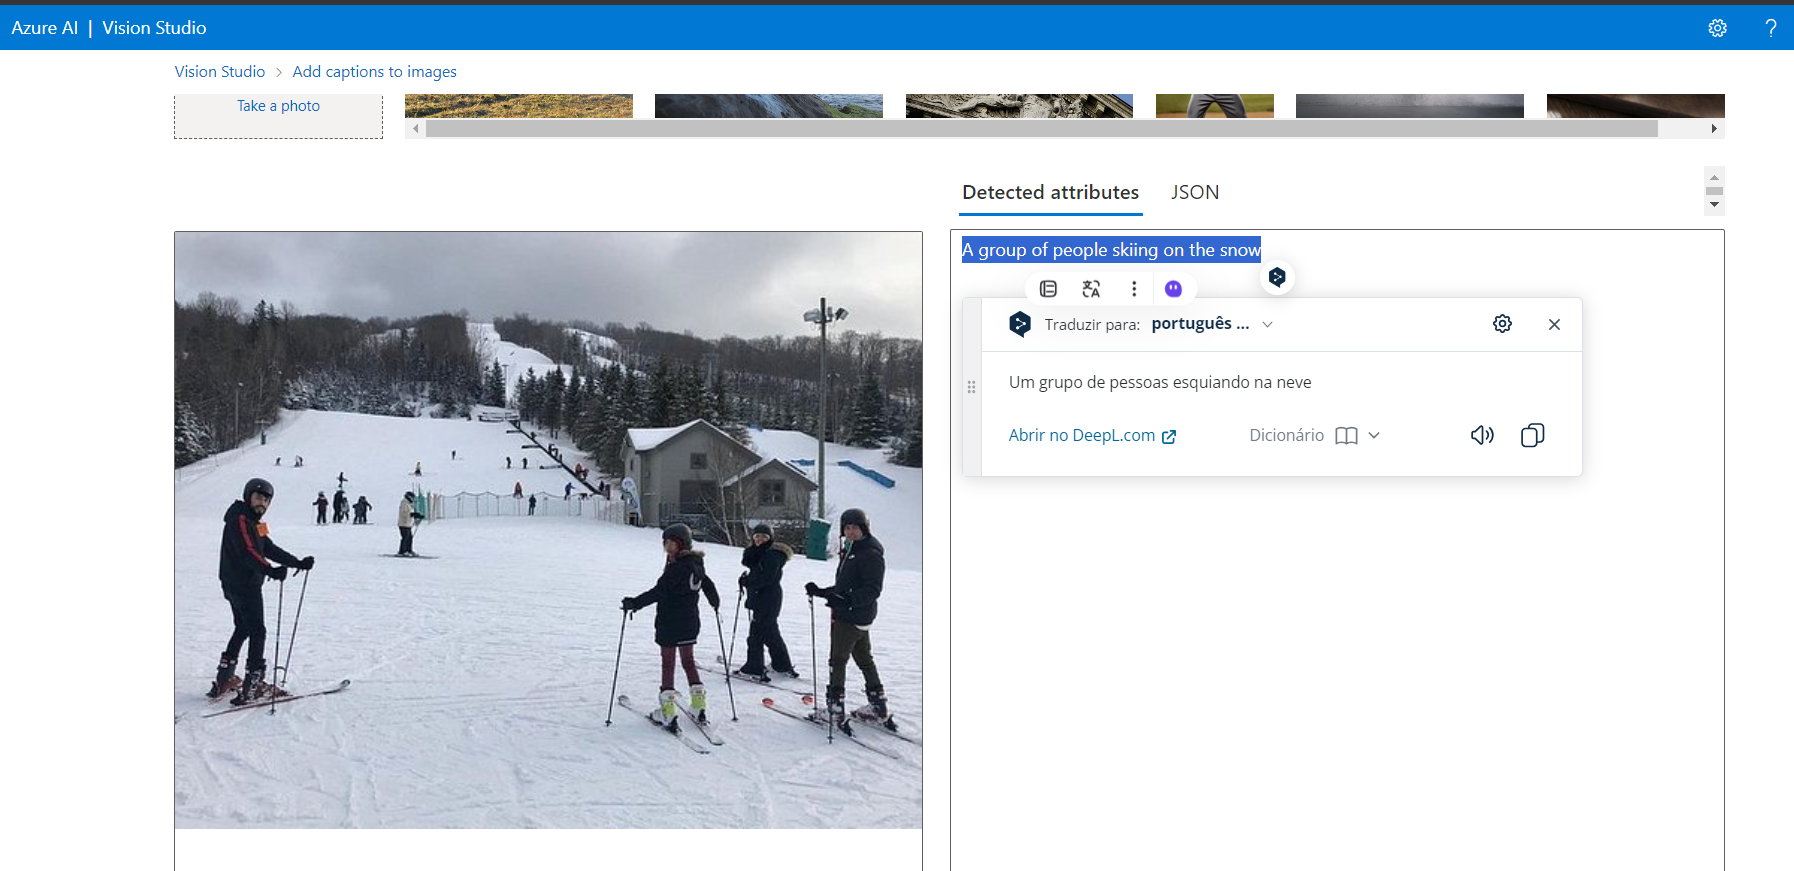 Azure AI | Vision Studio
Vision Studio > Add captions to images
Take a photo
Detected attributes JSON
A group of people skiing on the snow
Traduzir para: português ...
Um grupo de pessoas esquiando na neve
Abrir no DeepL.com Dicionário